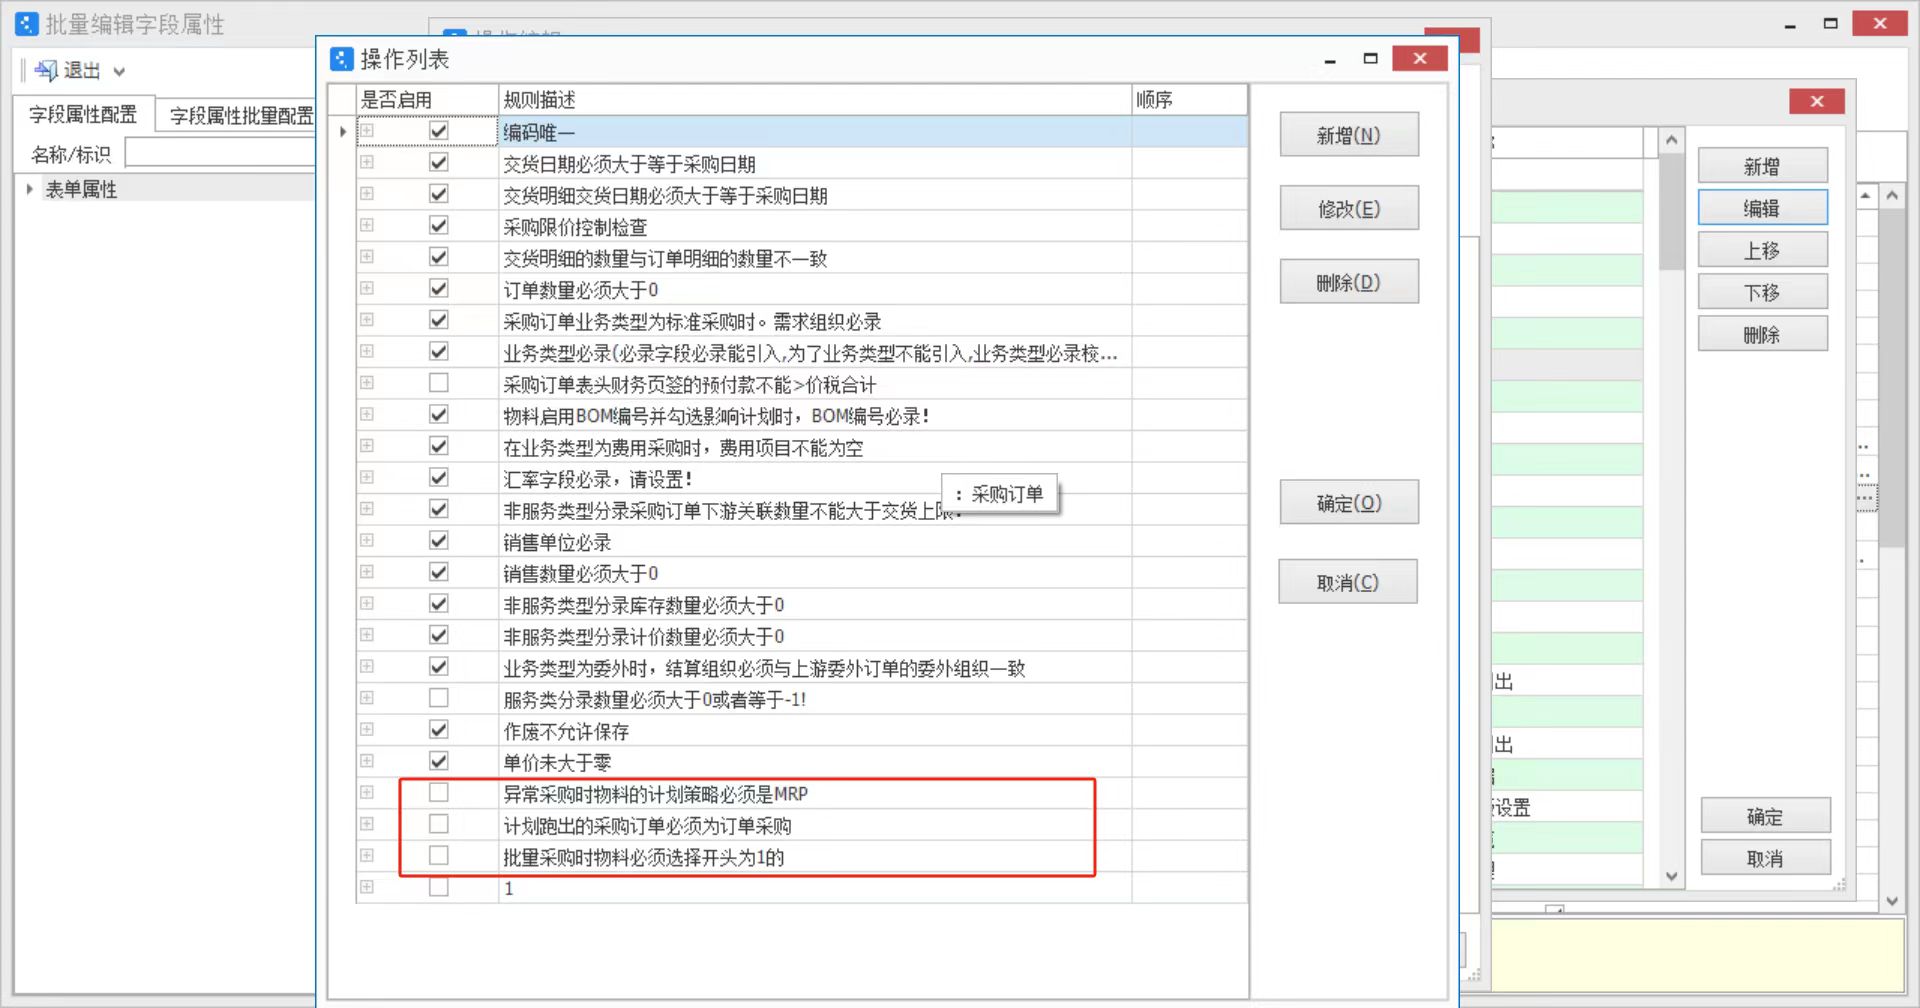 批量编辑字段属性
退出
字段属性配置
字段属性批量配置
名称/标识
表单属性
操作列表
是否启用
规则描述
顺序
编码唯一
交货日期必须大于等于采购日期
交货明细交货日期必须大于等于采购日期
采购限价控制检查
交货明细的数量与订单明细的数量不一致
订单数量必须大于0
采购订单业务类型为标准采购时。需求组织必录
业务类型必录(必录字段必录能引入,为了业务类型不能引入,业务类型必录校...
采购订单表头财务页签的预付款不能>价税合计
物料启用BOM编号并勾选影响计划时，BOM编号必录！
在业务类型为费用采购时，费用项目不能为空
汇率字段必录，请设置！
：采购订单
非服务类型分录采购订单下游关联数量不能大于交货上限
销售单位必录
销售数量必须大于0
非服务类型分录库存数量必须大于0
非服务类型分录计价数量必须大于0
业务类型为委外时，结算组织必须与上游委外订单的委外组织一致
服务类分录数量必须大于0或者等于-1!
作废不允许保存
单价未大于零
异常采购时物料的计划策略必须是MRP
计划跑出的采购订单必须为订单采购
批量采购时物料必须选择开头为1的
1
新增(N)
修改(E)
删除(D)
确定(O)
取消(C)
新增
编辑
上移
下移
删除
出
出
设置
确定
取消